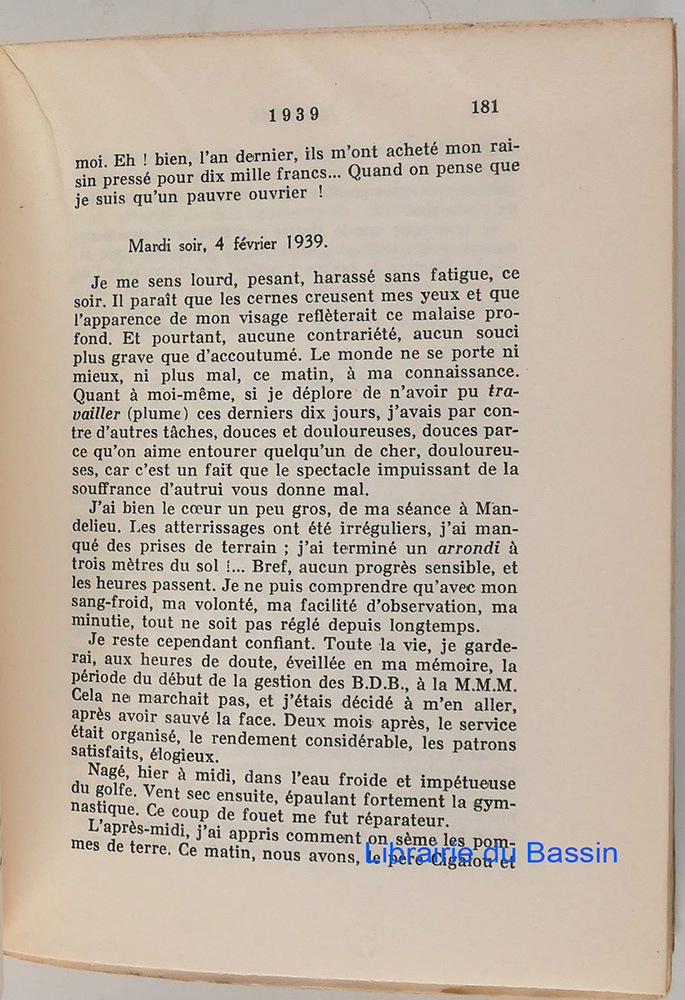 1939
181
moi. Eh ! bien, l'an dernier, ils m'ont acheté mon rai-
sin pressé pour dix mille francs... Quand on pense que
je suis qu'un pauvre ouvrier !
Mardi soir, 4 février 1939.
Je me sens lourd, pesant, harassé sans fatigue, ce
soir. Il paraît que les cernes creusent mes yeux et que
l'apparence de mon visage reflèterait ce malaise pro-
fond. Et pourtant, aucune contrariété, aucun souci
plus grave que d'accoutumé. Le monde ne se porte ni
mieux, ni plus mal, ce matin, à ma connaissance.
Quant à moi-même, si je déplore de n'avoir pu tra-
vailler (plume) ces derniers dix jours, j'avais par con-
tre d'autres tâches, douces et douloureuses, douces par-
ce qu'on aime entourer quelqu'un de cher, douloureu-
ses, car c'est un fait que le spectacle impuissant de la
souffrance d'autrui vous donne mal.
J'ai bien le cœur un peu gros, de ma séance à Man-
delieu. Les atterrissages ont été irréguliers, j'ai man-
qué des prises de terrain ; j'ai terminé un arrondi à
trois mètres du sol !... Bref, aucun progrès sensible, et
les heures passent. Je ne puis comprendre qu'avec mon
sang-froid, ma volonté, ma facilité d'observation, ma
minutie, tout ne soit pas réglé depuis longtemps.
Je reste cependant confiant. Toute la vie, je garde-
rai, aux heures de doute, éveillée en ma mémoire, la
période du début de la gestion des B.D.B., à la M.M.M.
Cela ne marchait pas, et j'étais décidé à m'en aller,
après avoir sauvé la face. Deux mois après, le service
était organisé, le rendement considérable, les patrons
satisfaits, élogieux.
Nagé, hier à midi, dans l'eau froide et impétueuse
du golfe. Vent sec ensuite, épaulant fortement la gym-
nastique. Ce coup de fouet me fut réparateur.
L'après-midi, j'ai appris comment on sème les pom-
mes de terre. Ce matin, nous avons, le père Cigalou et
Librairie du Bassin